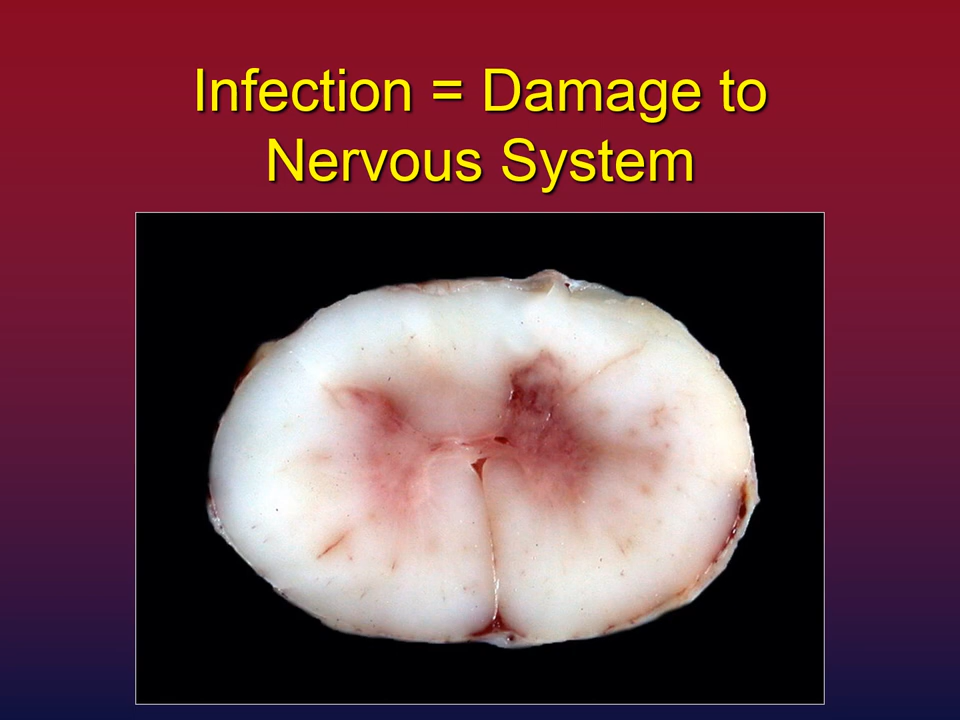 Infection = Damage to
Nervous System